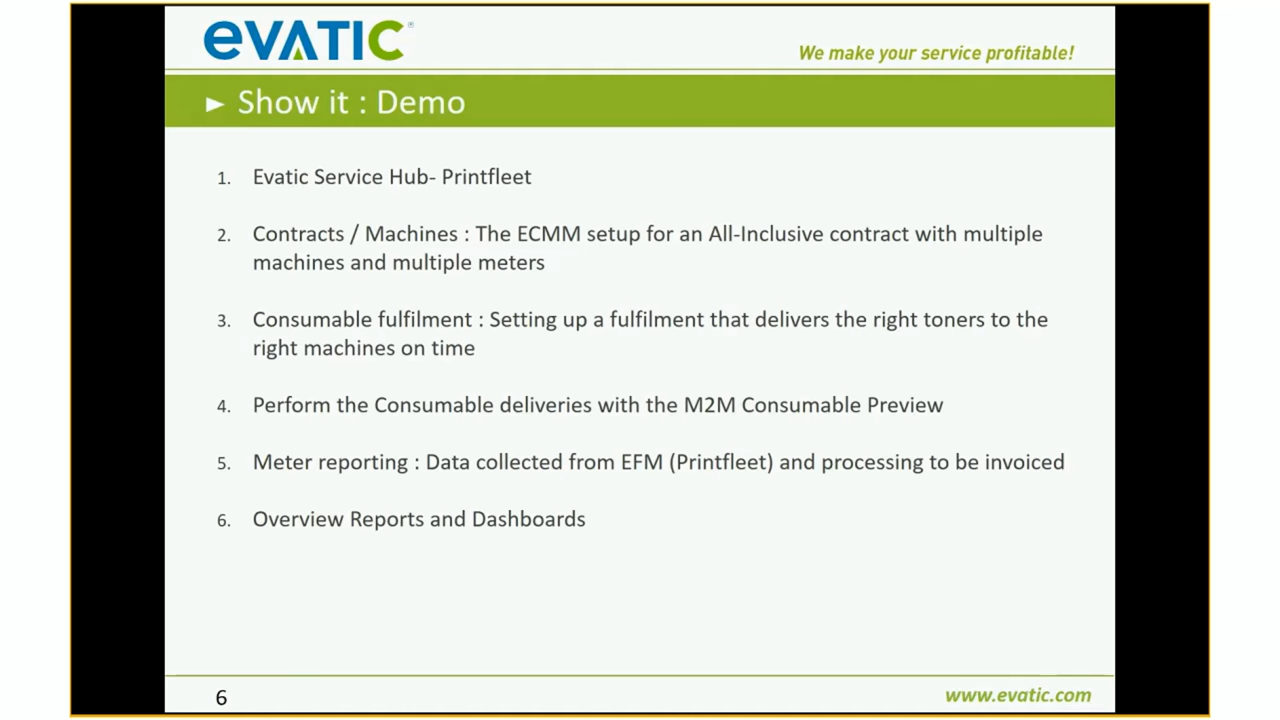 eVATIC®
We make your service profitable!
► Show it : Demo
1. Evatic Service Hub- Printfleet
2. Contracts / Machines : The ECMM setup for an All-Inclusive contract with multiple
machines and multiple meters
3. Consumable fulfilment : Setting up a fulfilment that delivers the right toners to the
right machines on time
4. Perform the Consumable deliveries with the M2M Consumable Preview
5. Meter reporting : Data collected from EFM (Printfleet) and processing to be invoiced
6. Overview Reports and Dashboards
6
www.evatic.com